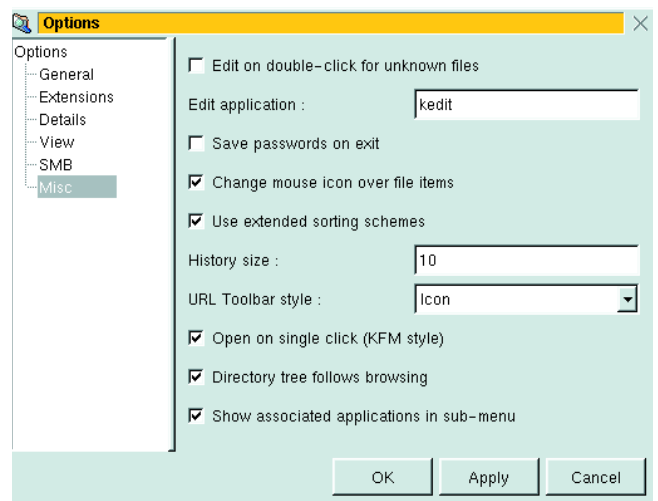 Options
Options
General
Extensions
Details
View
SMB
Misc
Edit on double-click for unknown files
Edit application : kedit
Save passwords on exit
Change mouse icon over file items
Use extended sorting schemes
History size : 10
URL Toolbar style : Icon
Open on single click (KFM style)
Directory tree follows browsing
Show associated applications in sub-menu
OK Apply Cancel